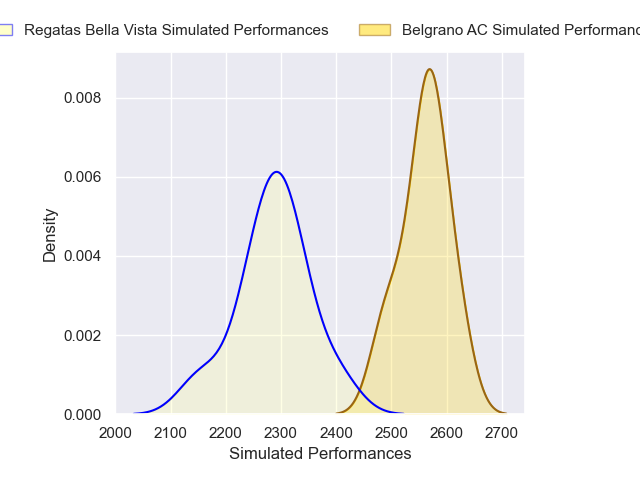 Regatas Bella Vista Simulated Performances
Belgrano AC Simulated Performanc
0.008
0.006
0.004
0.002
0.000
Density
2000 2100 2200 2300 2400 2500 2600 2700
Simulated Performances